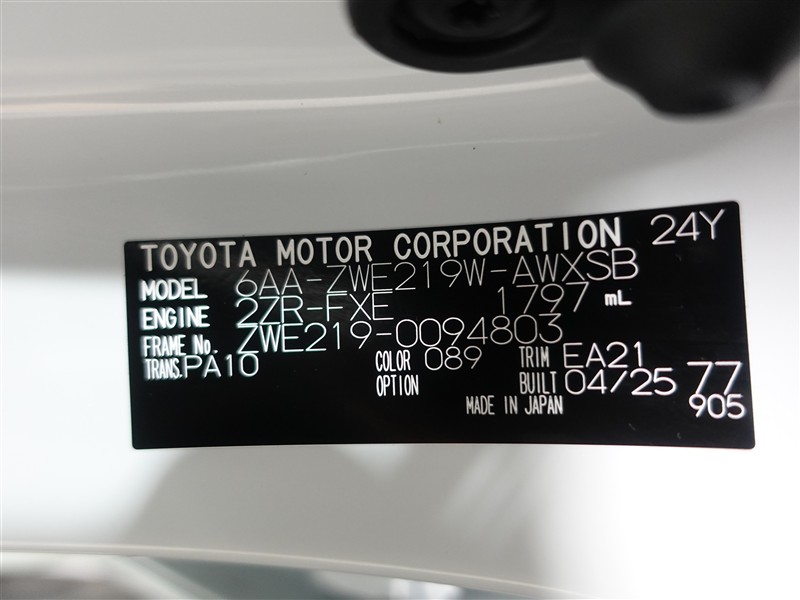 TOYOTA MOTOR CORPORATION 24Y
MODEL 6AA-ZWE219W-AWXSB
ENGINE 2ZR-FXE 1797 mL
FRAME No. ZWE219-0094803
TRANS. PA10 COLOR 089 TRIM EA21
OPTION BUILT 04/25 77
MADE IN JAPAN 905